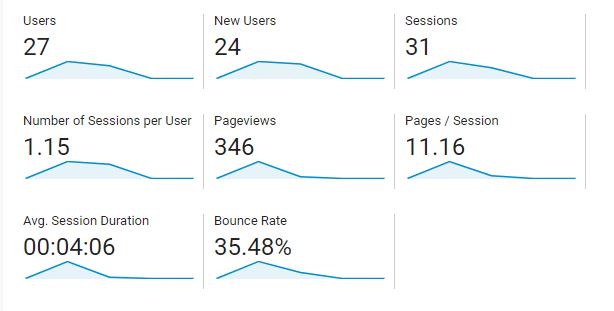 Users
27
New Users
24
Sessions
31
Number of Sessions per User
1.15
Pageviews
346
Pages / Session
11.16
Avg. Session Duration
00:04:06
Bounce Rate
35.48%